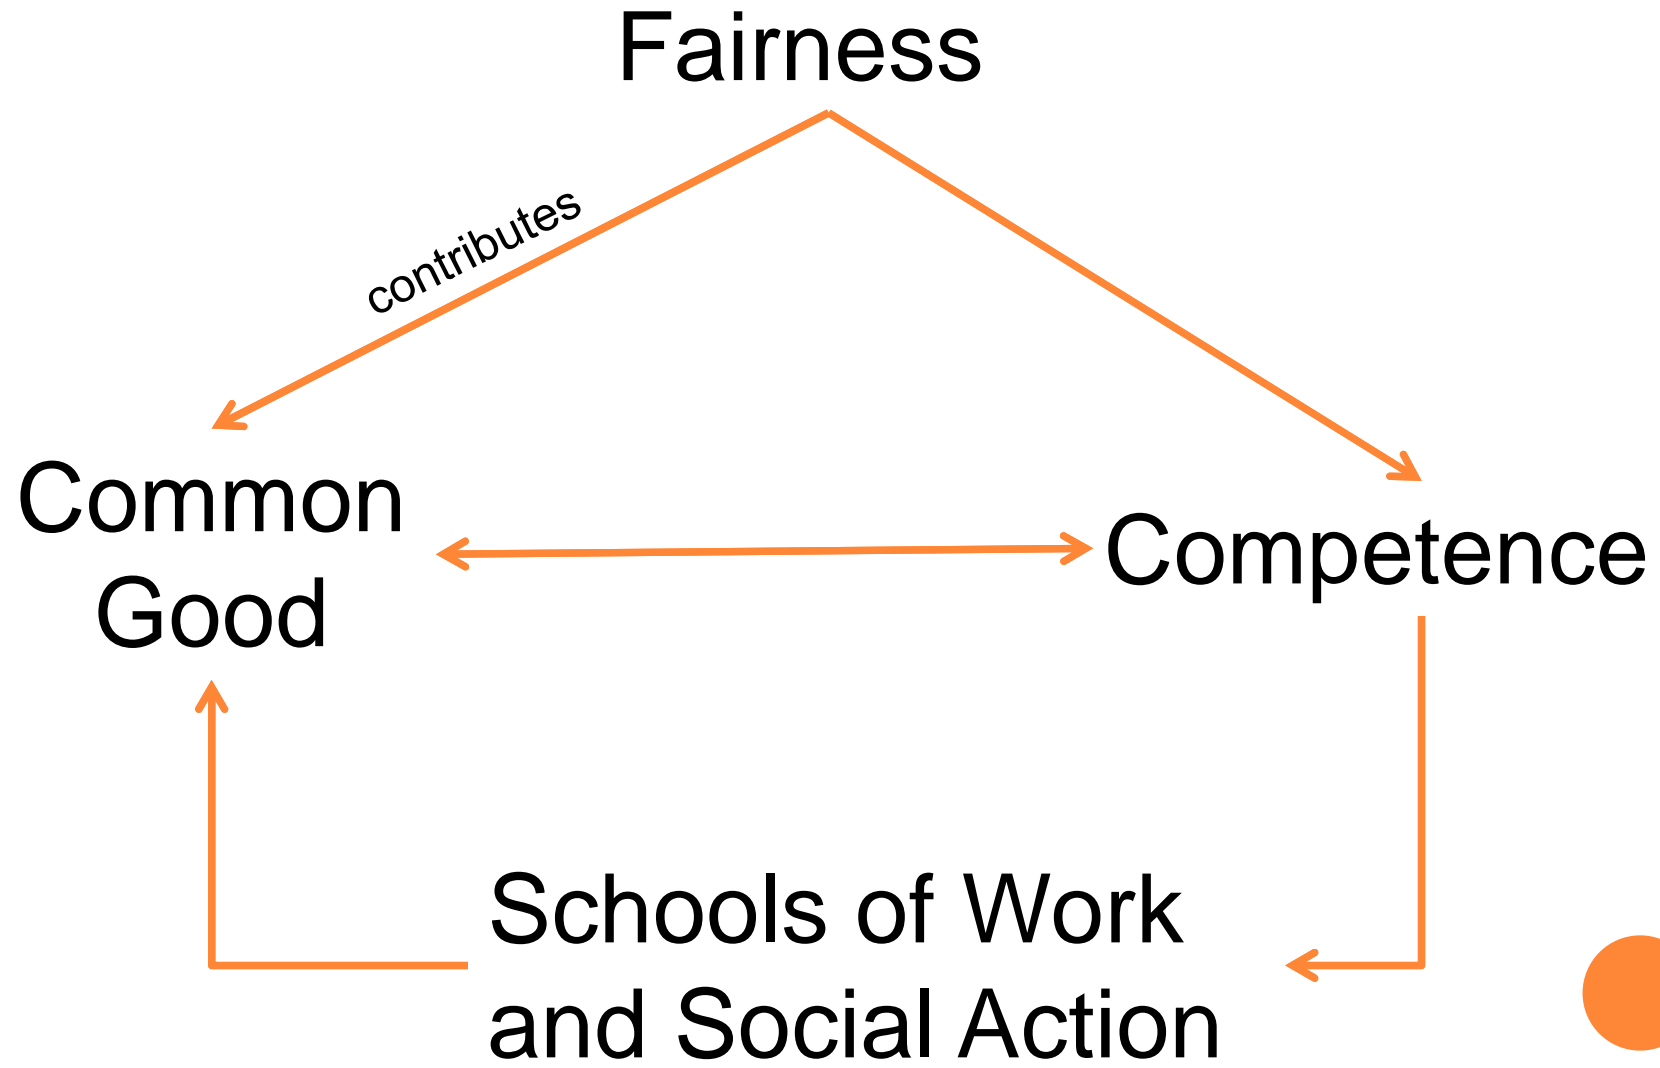 Fairness
contributes
Common
Good
Competence
Schools of Work
and Social Action